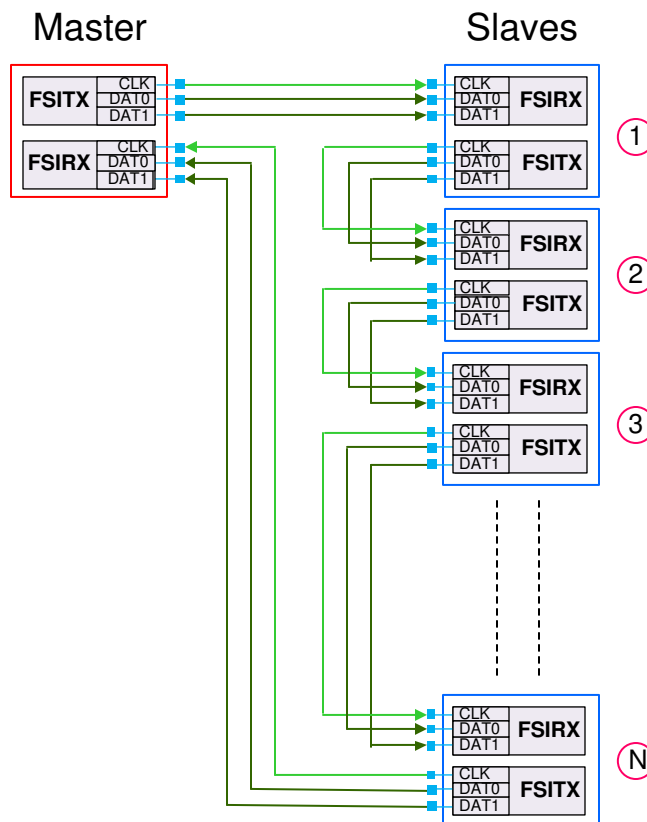 Master
Slaves
FSITX
CLK
DAT0
DAT1
FSIRX
CLK
DAT0
DAT1
CLK
DAT0
DAT1
FSIRX
CLK
DAT0
DAT1
FSITX
1
CLK
DAT0
DAT1
FSIRX
CLK
DAT0
DAT1
FSITX
2
CLK
DAT0
DAT1
FSIRX
CLK
DAT0
DAT1
FSITX
3
CLK
DAT0
DAT1
FSIRX
CLK
DAT0
DAT1
FSITX
N